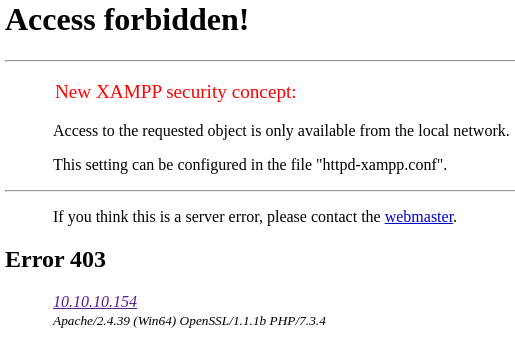 Access forbidden!
New XAMPP security concept:
Access to the requested object is only available from the local network.
This setting can be configured in the file "httpd-xampp.conf".
If you think this is a server error, please contact the webmaster.
Error 403
10.10.10.154
Apache/2.4.39 (Win64) OpenSSL/1.1.1b PHP/7.3.4